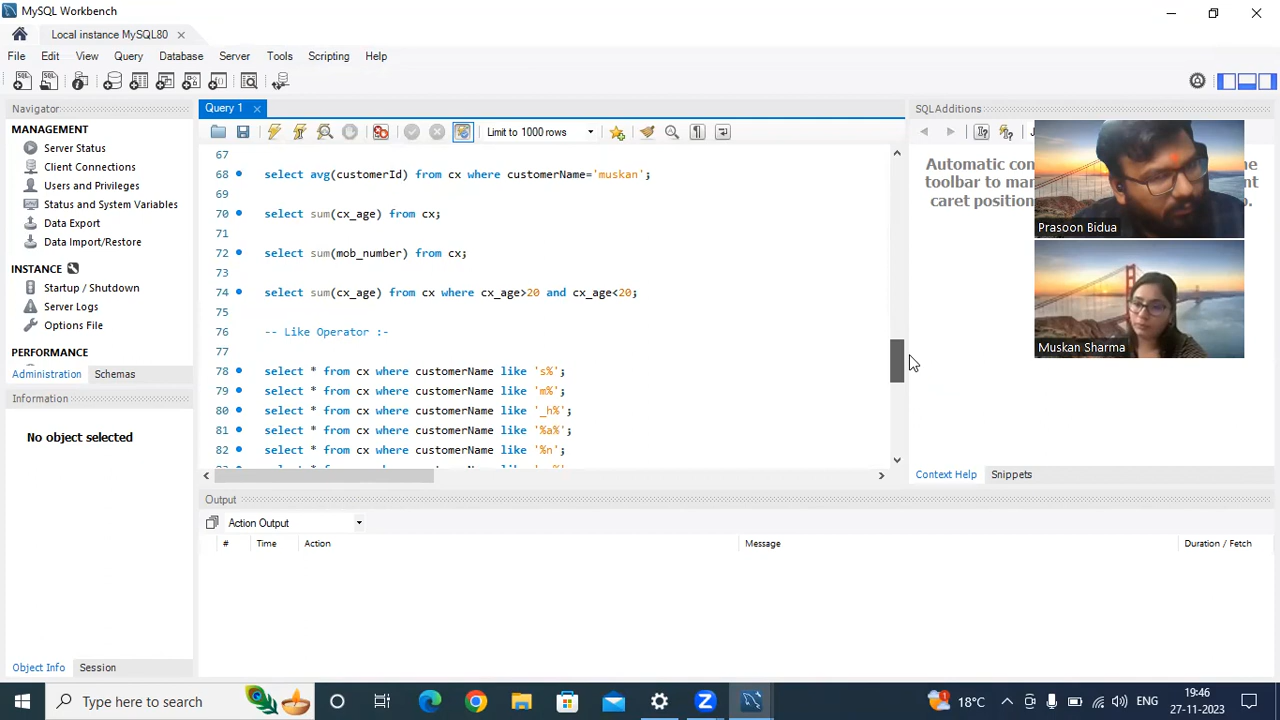 MySQL Workbench
Local instance MySQL80
File Edit View Query Database Server Tools Scripting Help
Navigator
MANAGEMENT
Server Status
Client Connections
Users and Privileges
Status and System Variables
Data Export
Data Import/Restore
INSTANCE
Startup / Shutdown
Server Logs
Options File
PERFORMANCE
Administration Schemas
Information
No object selected
Object Info Session
Query 1
Limit to 1000 rows
67
68 select avg(customerId) from cx where customerName='muskan';
69
70 select sum(cx_age) from cx;
71
72 select sum(mob_number) from cx;
73
74 select sum(cx_age) from cx where cx_age>20 and cx_age<20;
75
76 -- Like Operator :-
77
78 select * from cx where customerName like 's%';
79 select * from cx where customerName like 'm%';
80 select * from cx where customerName like '_h%';
81 select * from cx where customerName like '%a%';
82 select * from cx where customerName like '%n';
SQLAdditions
Automatic con
toolbar to mar
caret position
Prasoon Bidua
Muskan Sharma
Context Help Snippets
Output
Action Output
# Time Action Message Duration / Fetch
Type here to search
18°C
ENG
19:46
27-11-2023